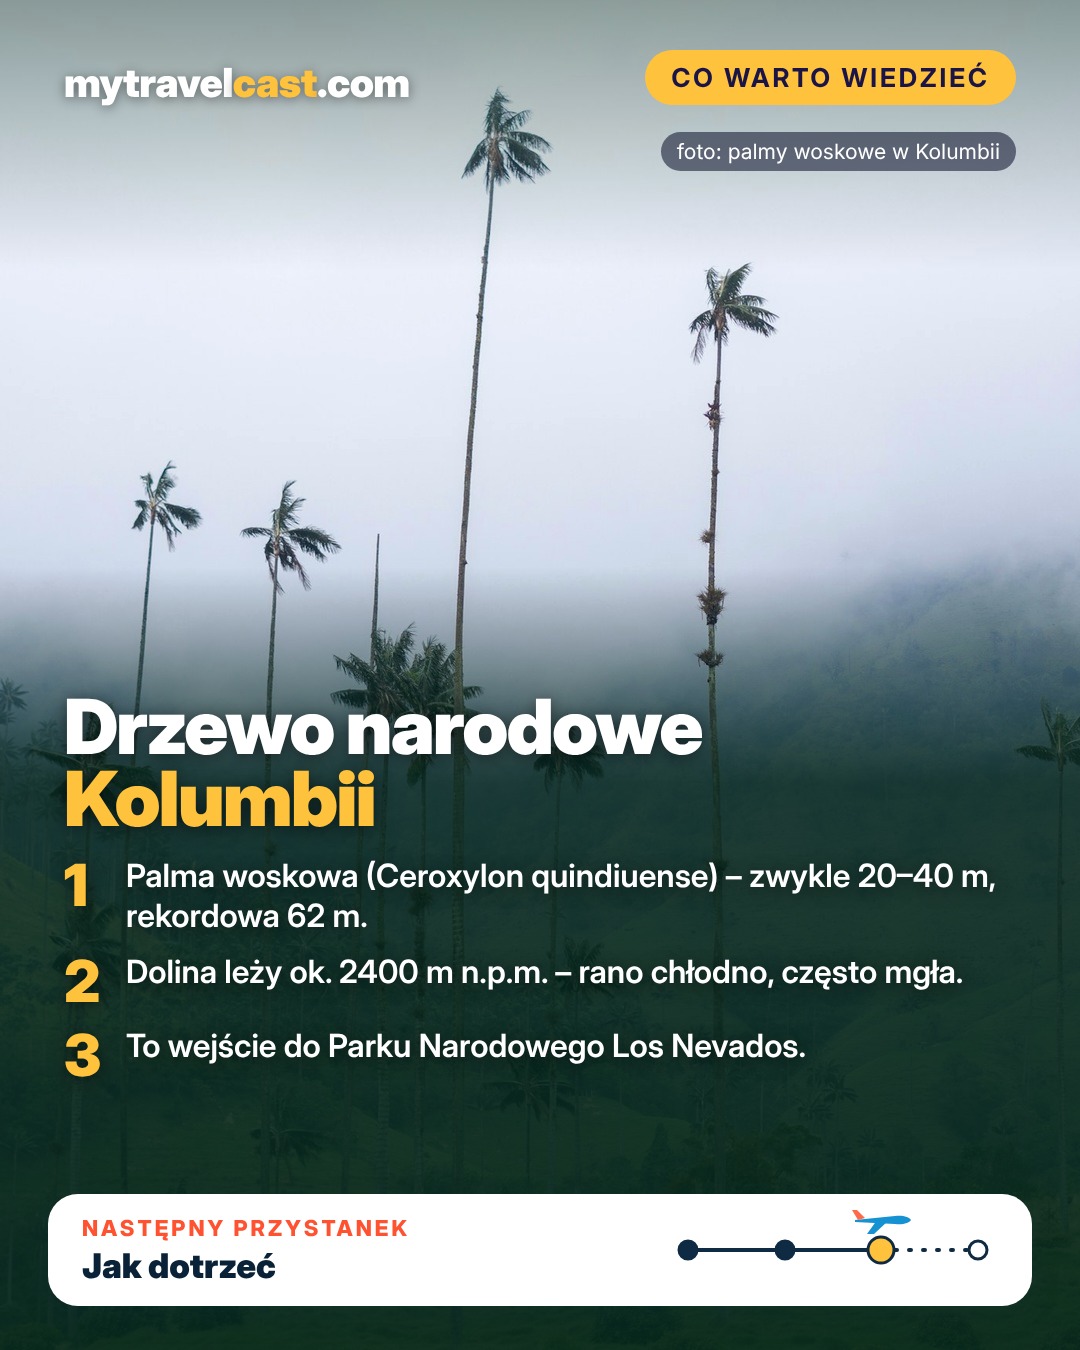 mytravelcast.com
CO WARTO WIEDZIEĆ
foto: palmy woskowe w Kolumbii
Drzewo narodowe
Kolumbii
1 Palma woskowa (Ceroxylon quindiuense) – zwykle 20–40 m,
rekordowa 62 m.
2 Dolina leży ok. 2400 m n.p.m. – rano chłodno, często mgła.
3 To wejście do Parku Narodowego Los Nevados.
NASTĘPNY PRZYSTANEK
Jak dotrzeć